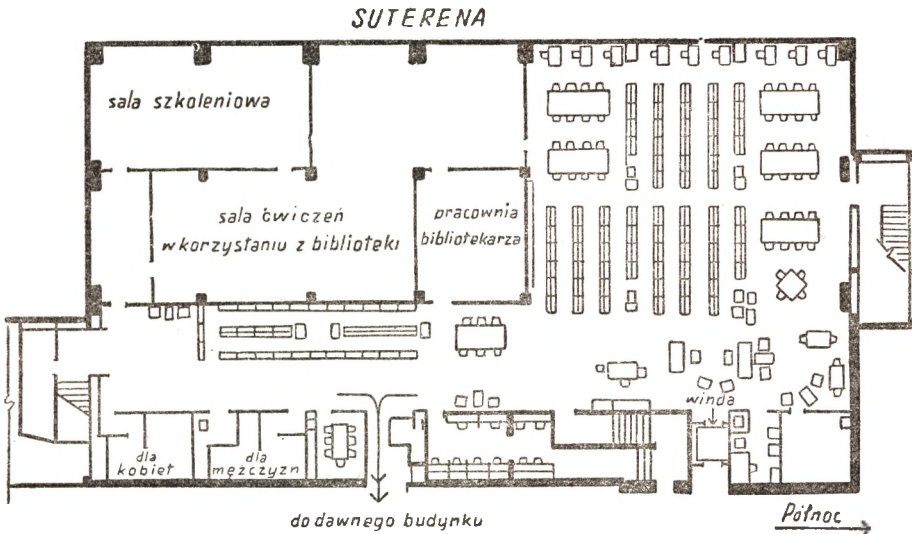 SUTERENA
sala szkoleniowa
sala ćwiczeń
w korzystaniu z biblioteki
pracownia
bibliotekarza
winda
dla
kobiet
dla
mężczyzn
do dawnego budynku
Północ